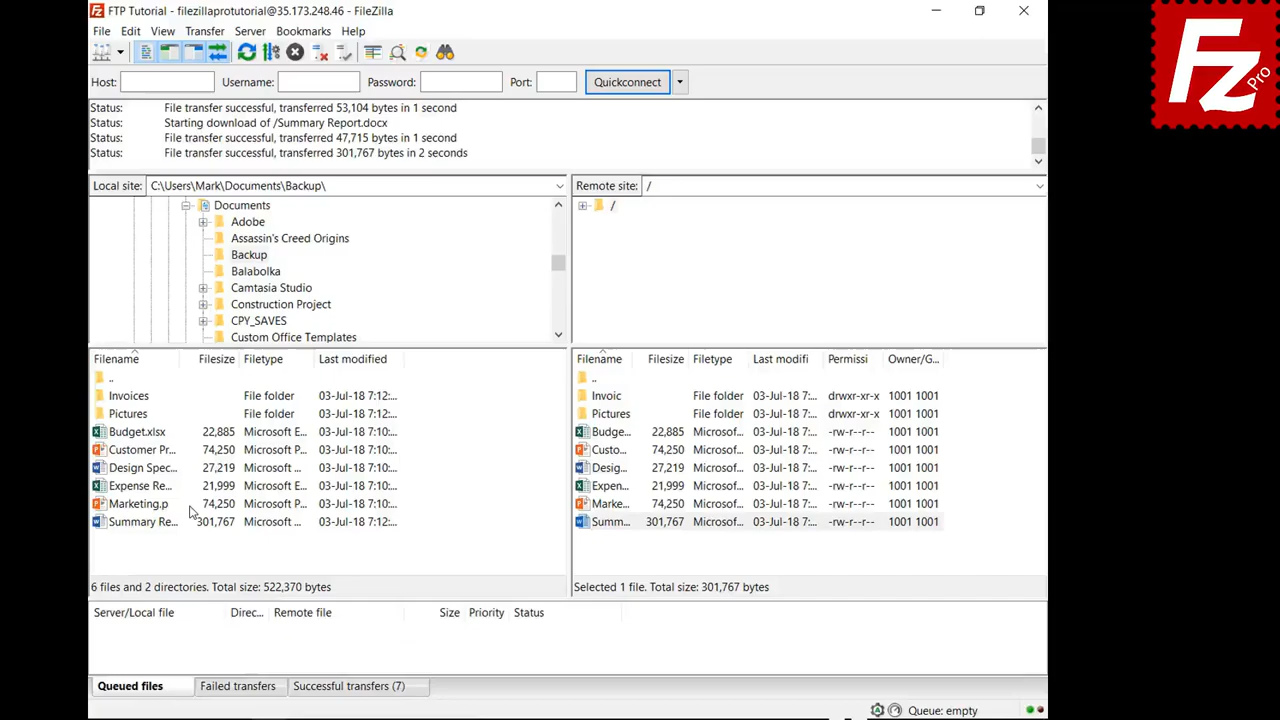 FTP Tutorial - filezillaprotutorial@35.173.248.46 - FileZilla
File Edit View Transfer Server Bookmarks Help
Host: Username: Password: Port: Quickconnect
Status: File transfer successful, transferred 53,104 bytes in 1 second
Status: Starting download of /Summary Report.docx
Status: File transfer successful, transferred 47,715 bytes in 1 second
Status: File transfer successful, transferred 301,767 bytes in 2 seconds
Local site: C:\Users\Mark\Documents\Backup\
Remote site: /
Documents
Adobe
Assassin's Creed Origins
Backup
Balabolka
Camtasia Studio
Construction Project
CPY_SAVES
Custom Office Templates
/
Filename Filesize Filetype Last modified
..
Invoices File folder 03-Jul-18 7:12:...
Pictures File folder 03-Jul-18 7:12:...
Budget.xlsx 22,885 Microsoft E... 03-Jul-18 7:10:...
Customer Pr... 74,250 Microsoft P... 03-Jul-18 7:10:...
Design Spec... 27,219 Microsoft ... 03-Jul-18 7:10:...
Expense Re... 21,999 Microsoft E... 03-Jul-18 7:10:...
Marketing.p 74,250 Microsoft P... 03-Jul-18 7:10:...
Summary Re... 301,767 Microsoft ... 03-Jul-18 7:12:...
6 files and 2 directories. Total size: 522,370 bytes
Filename Filesize Filetype Last modifi Permissi Owner/G...
..
Invoic File folder 03-Jul-18 7:... drwxr-xr-x 1001 1001
Pictures File folder 03-Jul-18 7:... drwxr-xr-x 1001 1001
Budge... 22,885 Microsof... 03-Jul-18 7:... -rw-r--r-- 1001 1001
Custo... 74,250 Microsof... 03-Jul-18 7:... -rw-r--r-- 1001 1001
Desig... 27,219 Microsof... 03-Jul-18 7:... -rw-r--r-- 1001 1001
Expen... 21,999 Microsof... 03-Jul-18 7:... -rw-r--r-- 1001 1001
Marke... 74,250 Microsof... 03-Jul-18 7:... -rw-r--r-- 1001 1001
Summ... 301,767 Microsof... 03-Jul-18 7:... -rw-r--r-- 1001 1001
Selected 1 file. Total size: 301,767 bytes
Server/Local file Direc... Remote file Size Priority Status
Queued files Failed transfers Successful transfers (7)
Queue: empty
Fz Pro